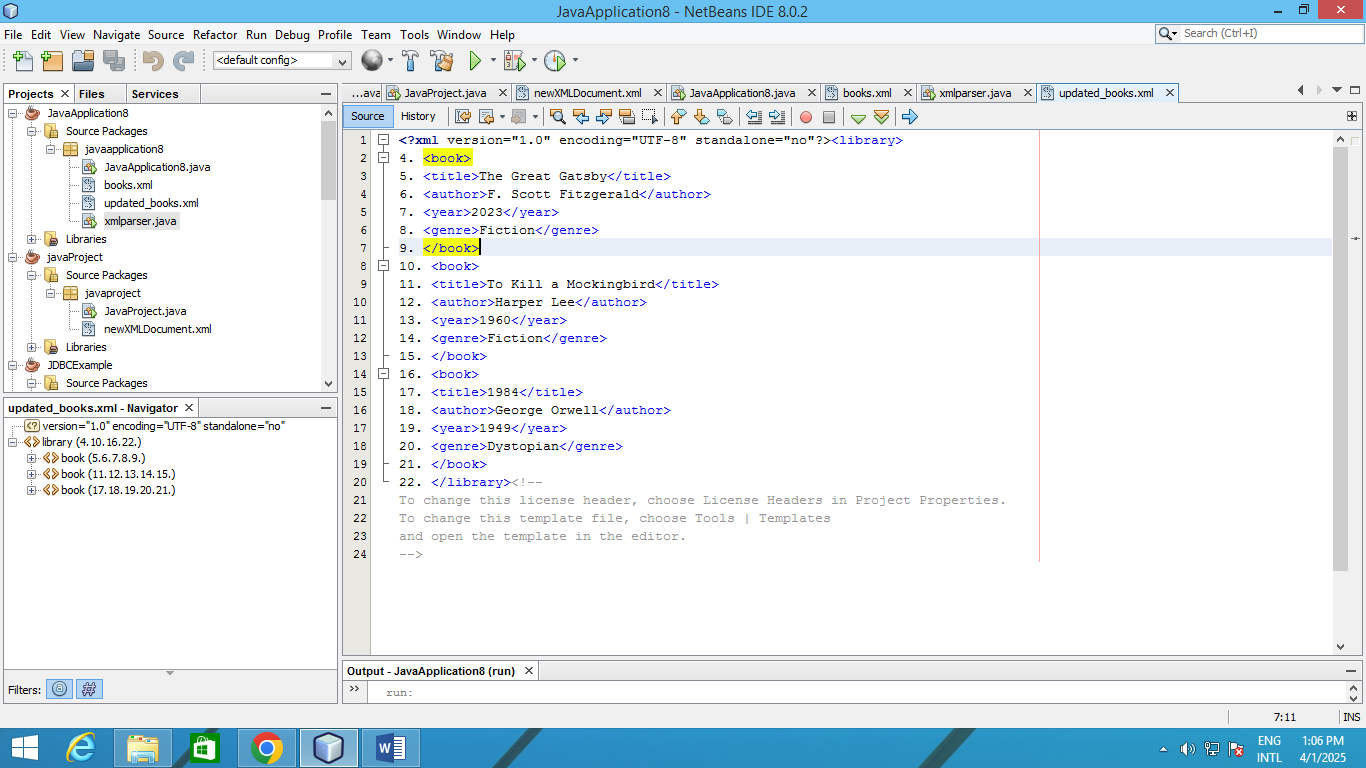 JavaApplication8 - NetBeans IDE 8.0.2
File Edit View Navigate Source Refactor Run Debug Profile Team Tools Window Help
Search (Ctrl+I)
<default config>
Projects Files Services
JavaApplication8
Source Packages
javaapplication8
JavaApplication8.java
books.xml
updated_books.xml
xmlparser.java
Libraries
javaProject
Source Packages
javaproject
JavaProject.java
newXMLDocument.xml
Libraries
JDBCExample
Source Packages
updated_books.xml - Navigator
version="1.0" encoding="UTF-8" standalone="no"
library (4.10.16.22.)
book (5.6.7.8.9.)
book (11.12.13.14.15.)
book (17.18.19.20.21.)
Filters:
...ava JavaProject.java newXMLDocument.xml JavaApplication8.java books.xml xmlparser.java updated_books.xml
Source History
1 <?xml version="1.0" encoding="UTF-8" standalone="no"?><library>
2 4. <book>
3 5. <title>The Great Gatsby</title>
4 6. <author>F. Scott Fitzgerald</author>
5 7. <year>2023</year>
6 8. <genre>Fiction</genre>
7 9. </book>
8 10. <book>
9 11. <title>To Kill a Mockingbird</title>
10 12. <author>Harper Lee</author>
11 13. <year>1960</year>
12 14. <genre>Fiction</genre>
13 15. </book>
14 16. <book>
15 17. <title>1984</title>
16 18. <author>George Orwell</author>
17 19. <year>1949</year>
18 20. <genre>Dystopian</genre>
19 21. </book>
20 22. </library><!--
21 To change this license header, choose License Headers in Project Properties.
22 To change this template file, choose Tools | Templates
23 and open the template in the editor.
24 -->
Output - JavaApplication8 (run)
run:
7:11 INS
ENG 1:06 PM
INTL 4/1/2025